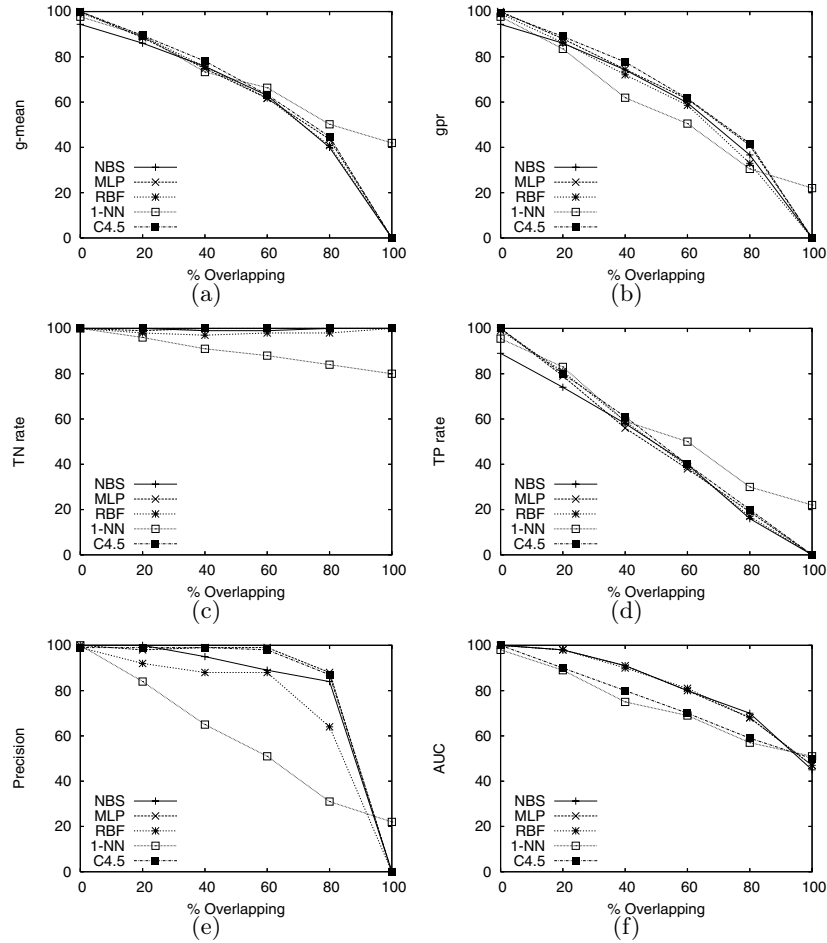 100
80
60
40
20
0
g-mean
NBS
MLP
RBF
1-NN
C4.5
0 20 40 60 80 100
% Overlapping
(a)
100
80
60
40
20
0
gpr
NBS
MLP
RBF
1-NN
C4.5
0 20 40 60 80 100
% Overlapping
(b)
100
80
60
40
20
0
TN rate
NBS
MLP
RBF
1-NN
C4.5
0 20 40 60 80 100
% Overlapping
(c)
100
80
60
40
20
0
TP rate
NBS
MLP
RBF
1-NN
C4.5
0 20 40 60 80 100
% Overlapping
(d)
100
80
60
40
20
0
Precision
NBS
MLP
RBF
1-NN
C4.5
0 20 40 60 80 100
% Overlapping
(e)
100
80
60
40
20
0
AUC
NBS
MLP
RBF
1-NN
C4.5
0 20 40 60 80 100
% Overlapping
(f)